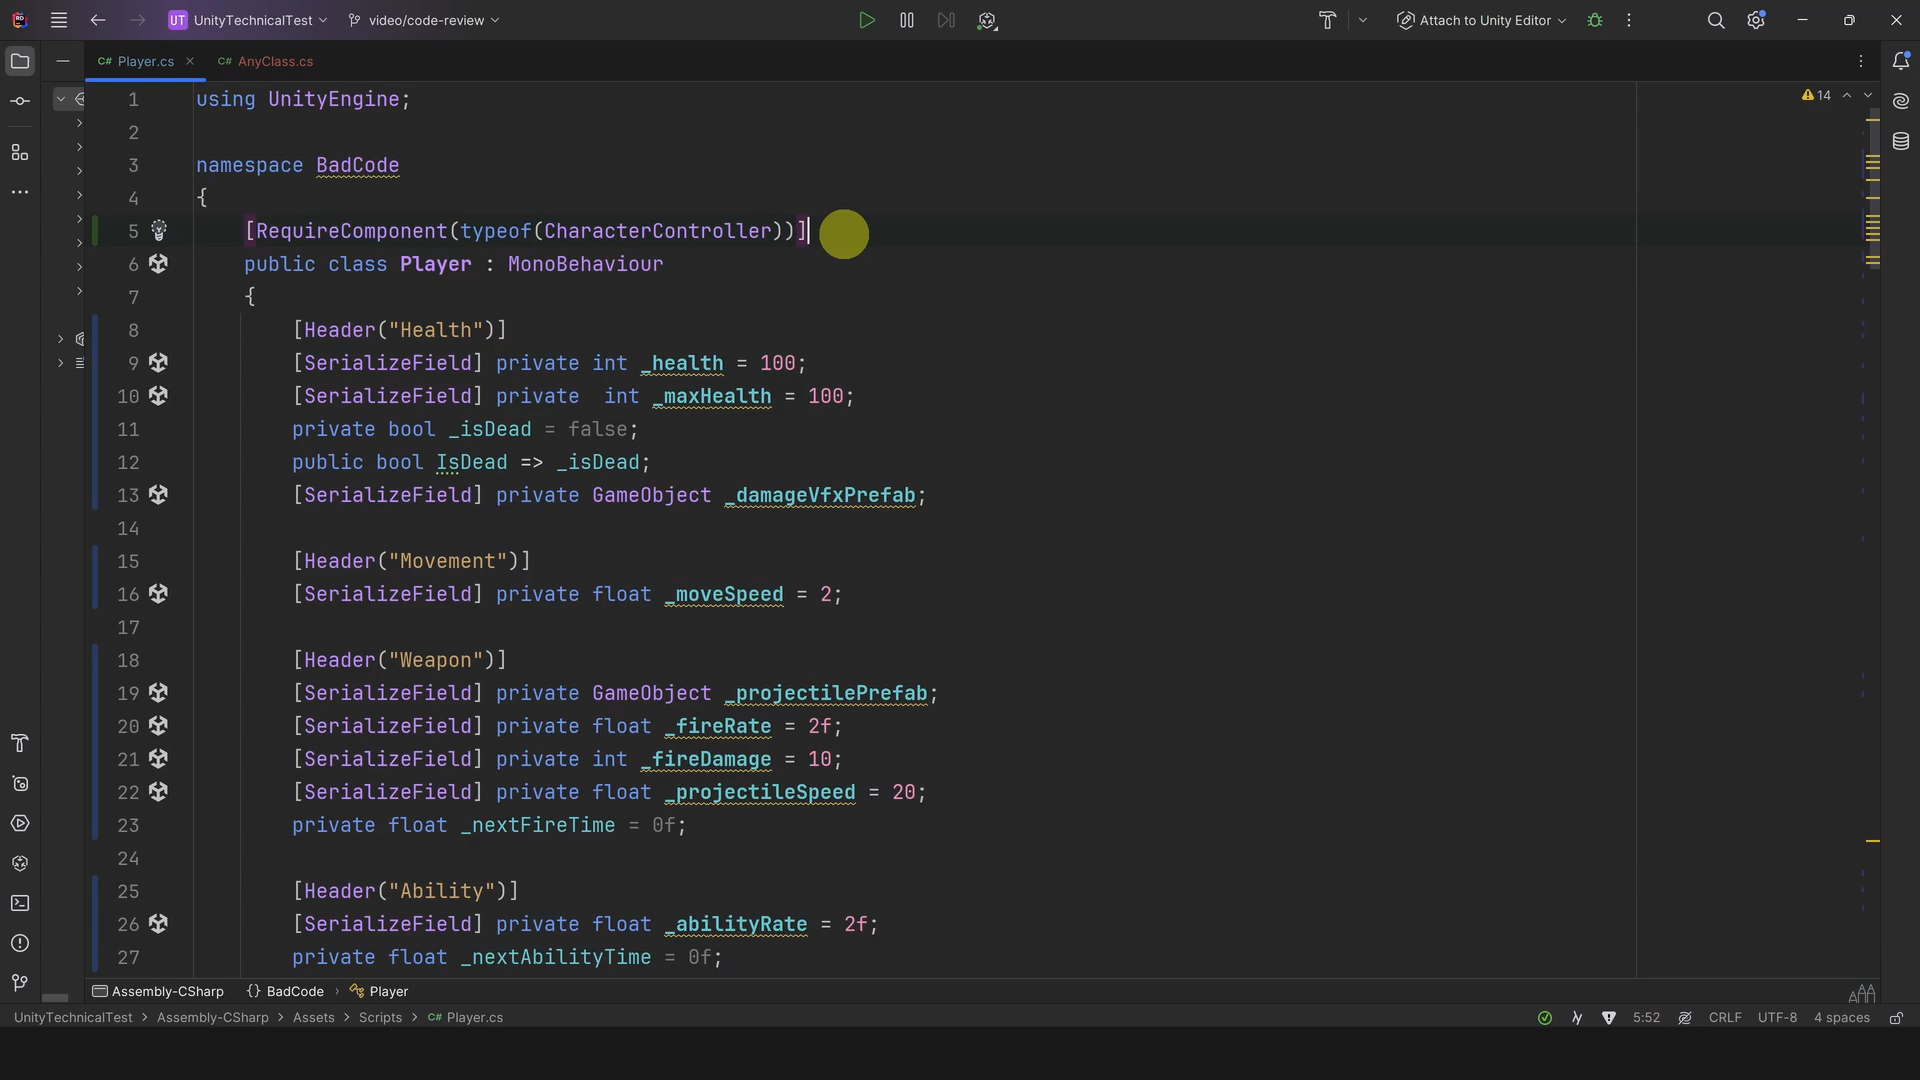 UT UnityTechnicalTest video/code-review Attach to Unity Editor
C# Player.cs C# AnyClass.cs
14
1 using UnityEngine;
2
3 namespace BadCode
4 {
5 [RequireComponent(typeof(CharacterController))]
6 public class Player : MonoBehaviour
7 {
8 [Header("Health")]
9 [SerializeField] private int _health = 100;
10 [SerializeField] private  int _maxHealth = 100;
11 private bool _isDead = false;
12 public bool IsDead => _isDead;
13 [SerializeField] private GameObject _damageVfxPrefab;
14
15 [Header("Movement")]
16 [SerializeField] private float _moveSpeed = 2;
17
18 [Header("Weapon")]
19 [SerializeField] private GameObject _projectilePrefab;
20 [SerializeField] private float _fireRate = 2f;
21 [SerializeField] private int _fireDamage = 10;
22 [SerializeField] private float _projectileSpeed = 20;
23 private float _nextFireTime = 0f;
24
25 [Header("Ability")]
26 [SerializeField] private float _abilityRate = 2f;
27 private float _nextAbilityTime = 0f;
Assembly-CSharp {} BadCode › Player
UnityTechnicalTest > Assembly-CSharp > Assets > Scripts > C# Player.cs 5:52 CRLF UTF-8 4 spaces